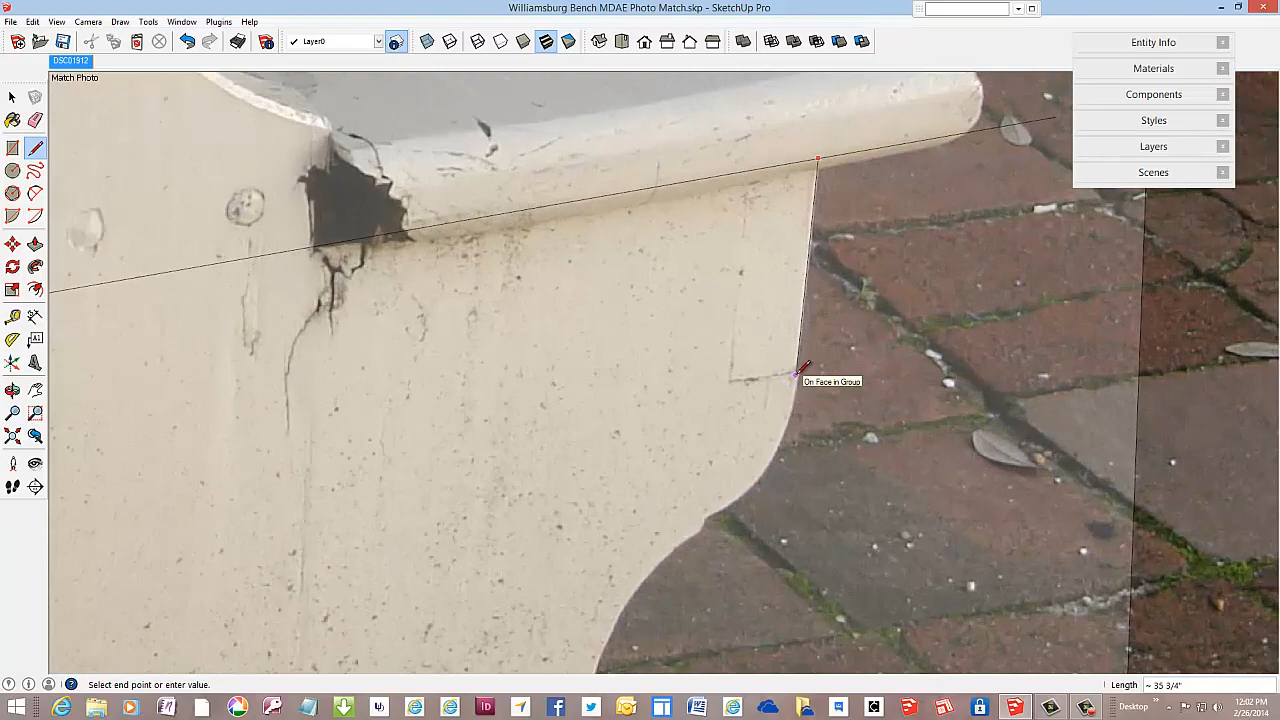 Williamsburg Bench MDAE Photo Match.skp - SketchUp Pro
File Edit View Camera Draw Tools Window Plugins Help
Layer0
DSC01912
Match Photo
Entity Info
Materials
Components
Styles
Layers
Scenes
On Face in Group
Select end point or enter value.
Length ~ 35 3/4"
Desktop
12:02 PM
2/26/2014